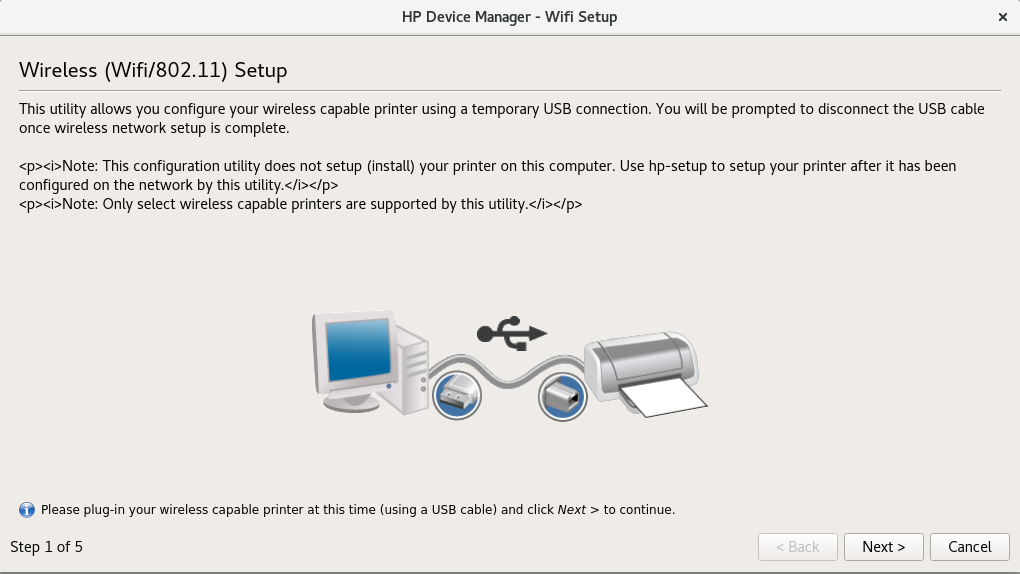 HP Device Manager - Wifi Setup
Wireless (Wifi/802.11) Setup
This utility allows you configure your wireless capable printer using a temporary USB connection. You will be prompted to disconnect the USB cable
once wireless network setup is complete.
<p><i>Note: This configuration utility does not setup (install) your printer on this computer. Use hp-setup to setup your printer after it has been
configured on the network by this utility.</i></p>
<p><i>Note: Only select wireless capable printers are supported by this utility.</i></p>
Please plug-in your wireless capable printer at this time (using a USB cable) and click Next > to continue.
Step 1 of 5
< Back
Next >
Cancel